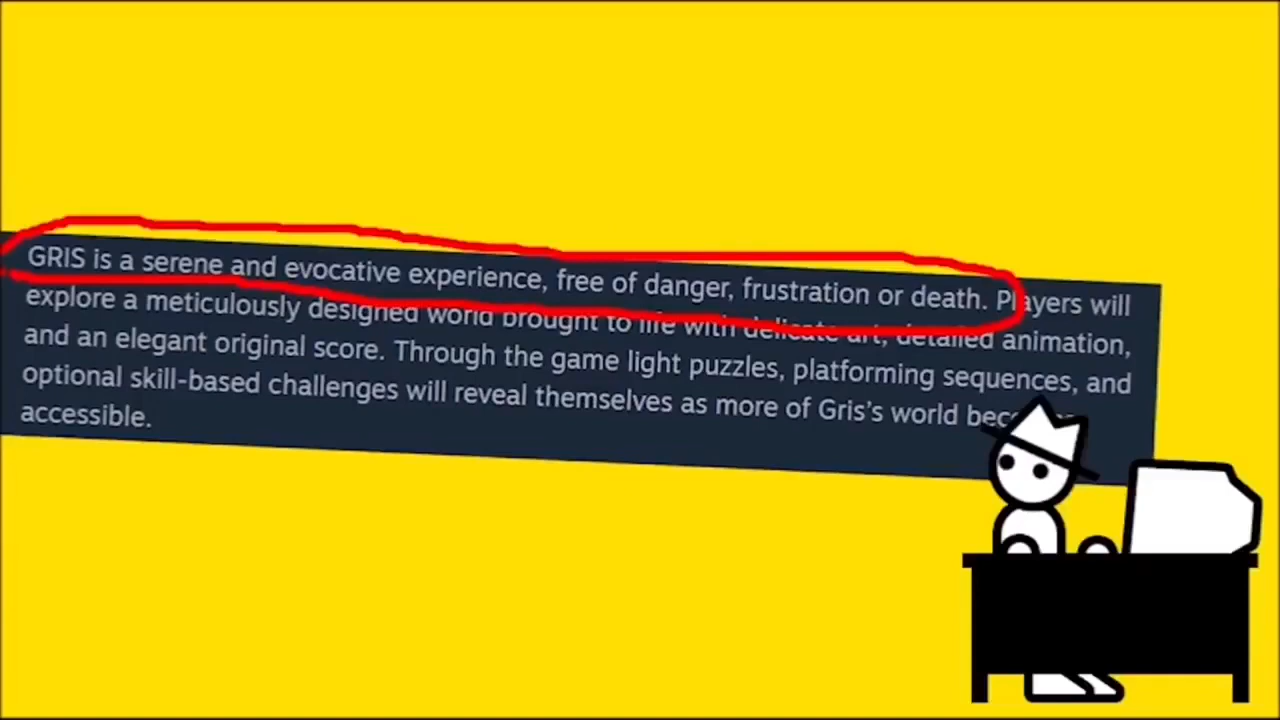 GRIS is a serene and evocative experience, free of danger, frustration or death. Players will
explore a meticulously designed world brought to life with delicate art, detailed animation,
and an elegant original score. Through the game light puzzles, platforming sequences, and
optional skill-based challenges will reveal themselves as more of Gris's world
accessible.